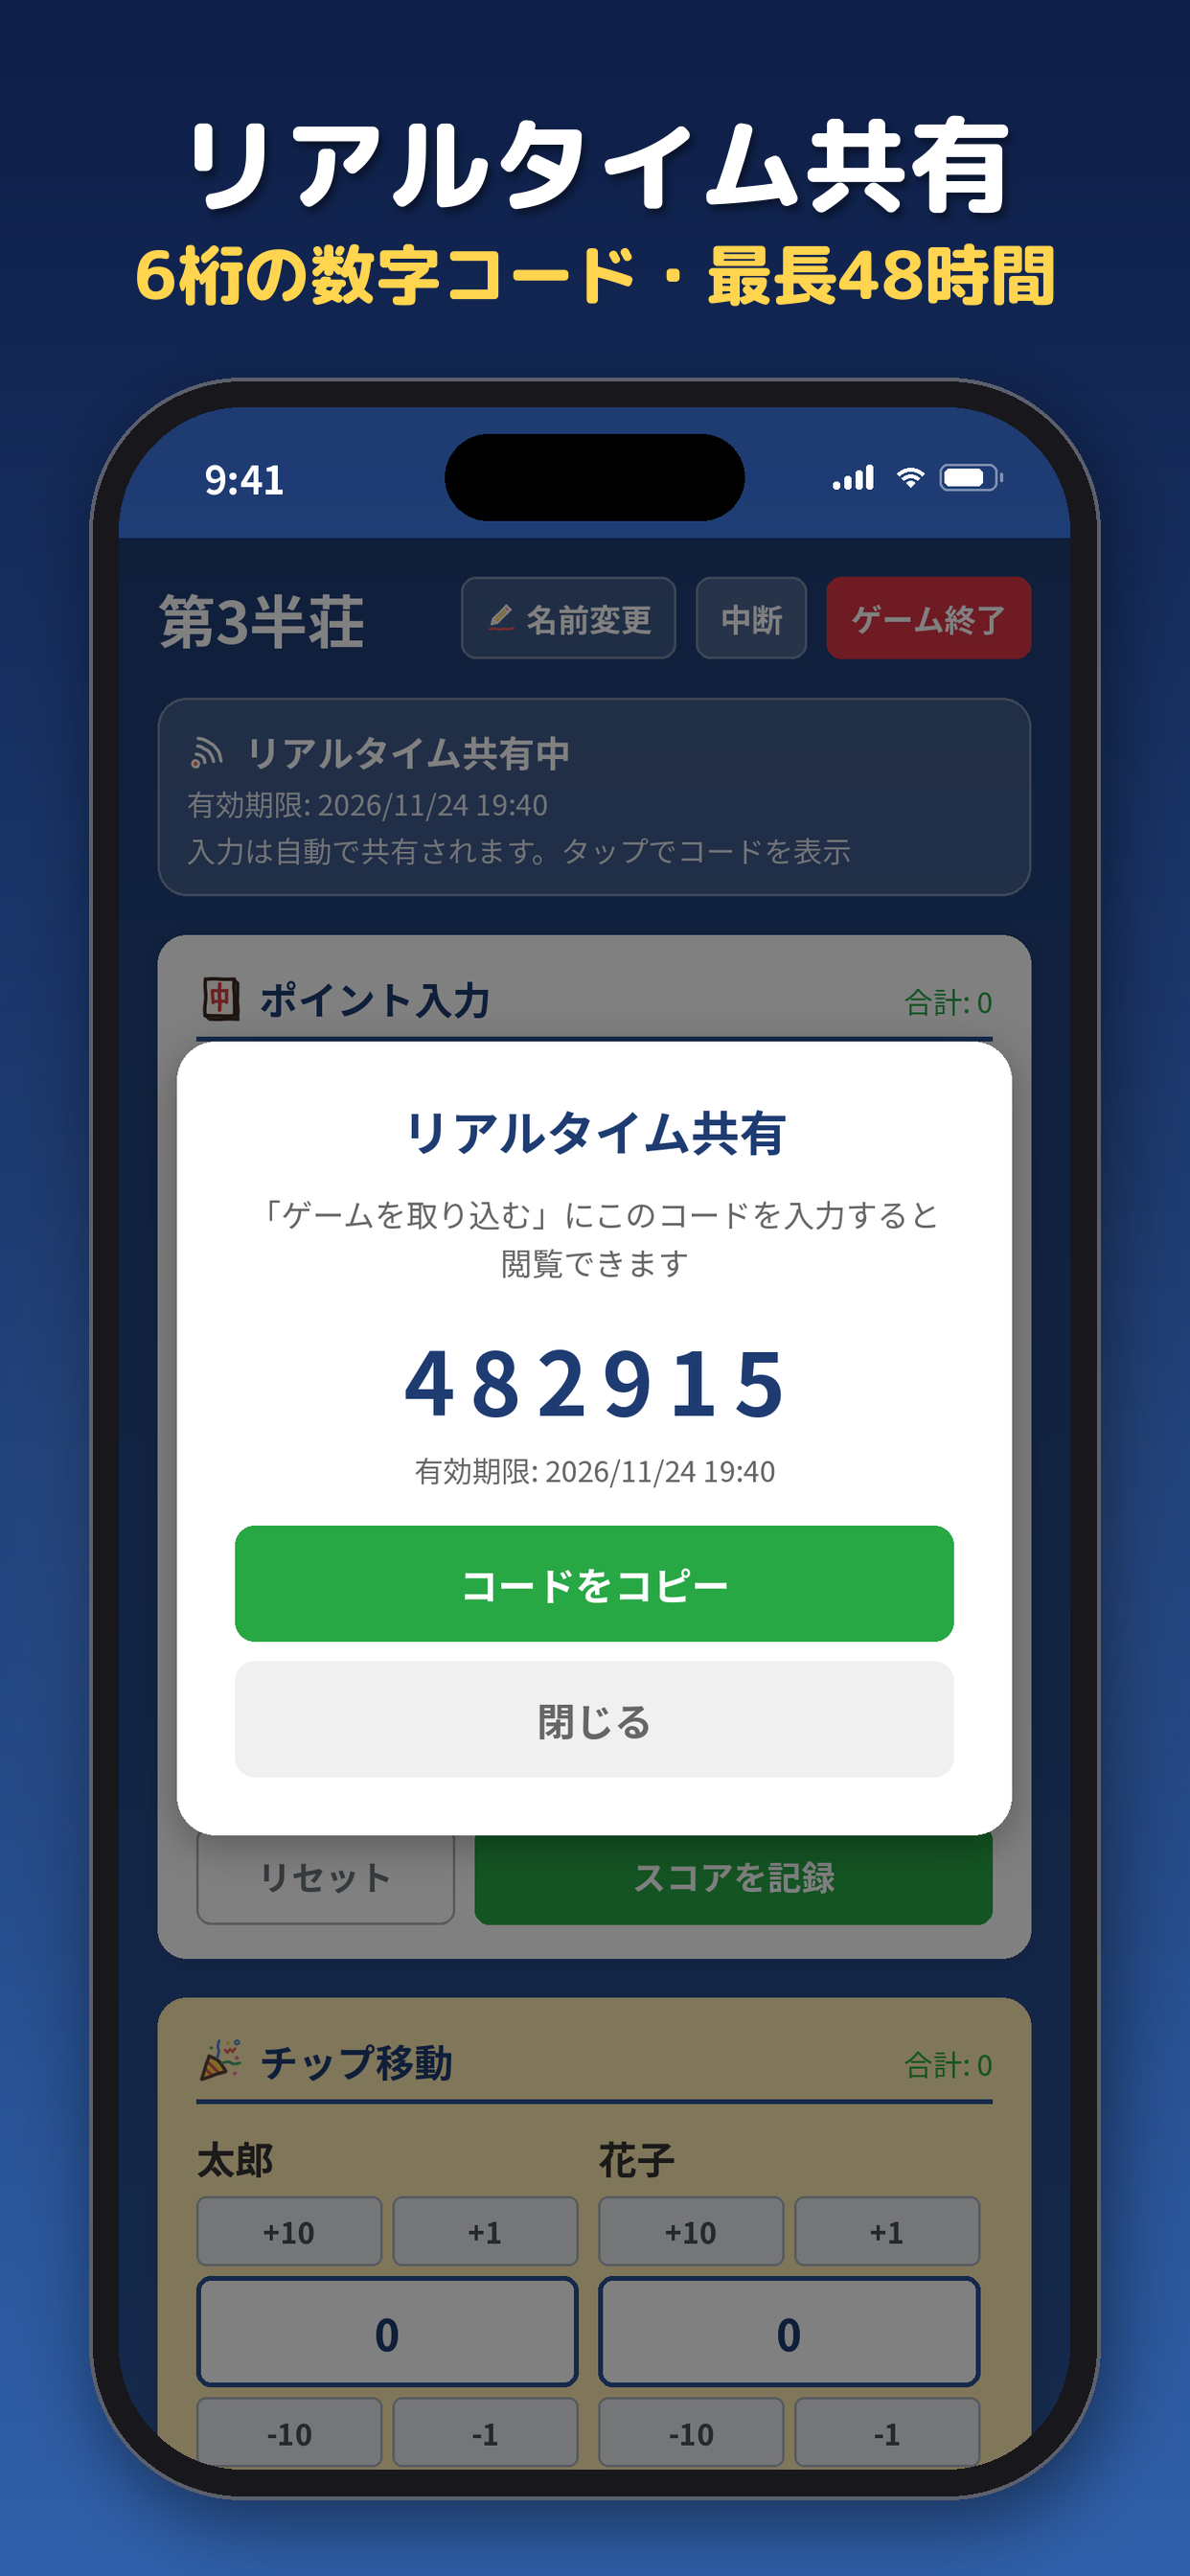 リアルタイム共有
6桁の数字コード・最長48時間
9:41
第3半荘
名前変更
中断
ゲーム終了
リアルタイム共有中
有効期限: 2026/11/24 19:40
入力は自動で共有されます。タップでコードを表示
中
ポイント入力
合計: 0
リアルタイム共有
「ゲームを取り込む」にこのコードを入力すると
閲覧できます
482915
有効期限: 2026/11/24 19:40
コードをコピー
閉じる
リセット
スコアを記録
チップ移動
合計: 0
太郎
花子
+10
+1
+10
+1
0
0
-10
-1
-10
-1